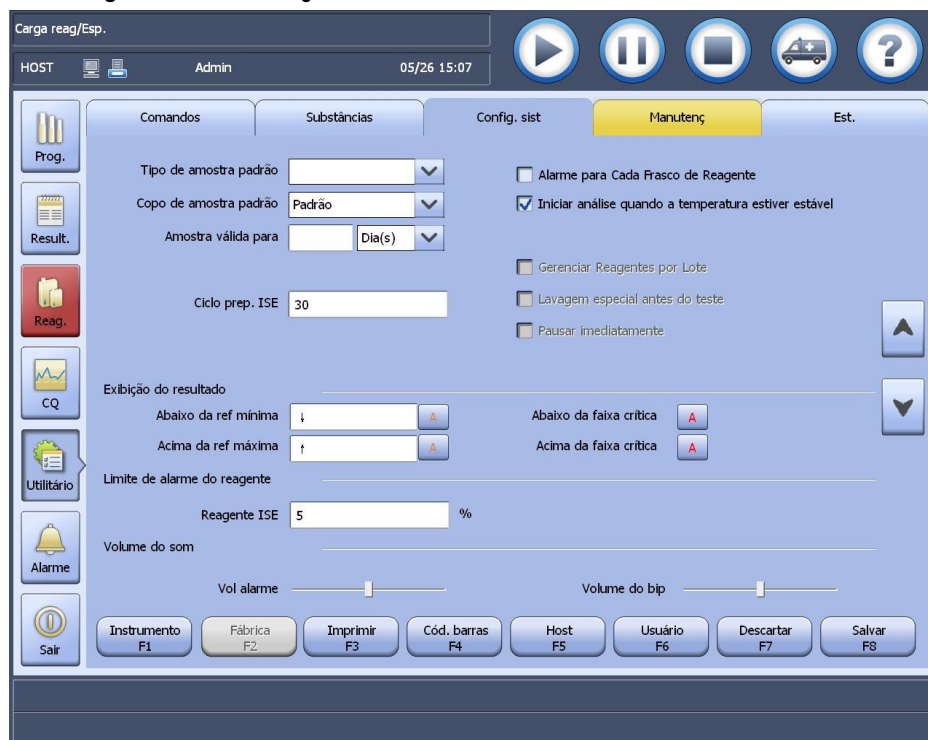 Carga reag/Esp.
HOST Admin 05/26 15:07
?
Comandos Substâncias Config. sist Manutenç Est.
Prog.
Result.
Reag.
CQ
Utilitário
Alarme
Sair
Tipo de amostra padrão
Copo de amostra padrão Padrão
Amostra válida para Dia(s)
Ciclo prep. ISE 30
Alarme para Cada Frasco de Reagente
Iniciar análise quando a temperatura estiver estável
Gerenciar Reagentes por Lote
Lavagem especial antes do teste
Pausar imediatamente
Exibição do resultado
Abaixo da ref mínima ↓ A Abaixo da faixa crítica A
Acima da ref máxima ↑ A Acima da faixa crítica A
Limite de alarme do reagente
Reagente ISE 5 %
Volume do som
Vol alarme Volume do bip
Instrumento F1
Fábrica F2
Imprimir F3
Cód. barras F4
Host F5
Usuário F6
Descartar F7
Salvar F8